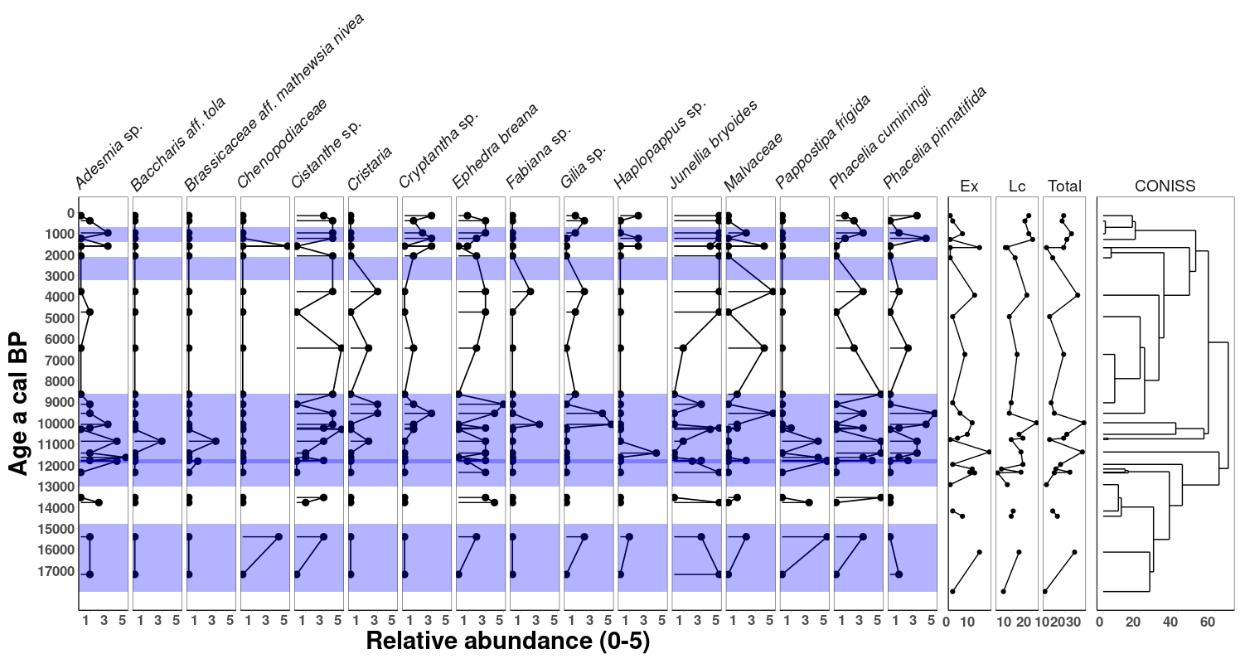 Adesmia sp.
Baccharis aff. tola
Brassicaceae aff. mathewsia nivea
Chenopodiaceae
Cistanthe sp.
Cristaria
Cryptantha sp.
Ephedra breana
Fabiana sp.
Gilia sp.
Haplopappus sp.
Junellia bryoides
Malvaceae
Pappostipa frigida
Phacelia cuminingii
Phacelia pinnatifida
Ex Lc Total CONISS
Age a cal BP
0
1000
2000
3000
4000
5000
6000
7000
8000
9000
10000
11000
12000
13000
14000
15000
16000
17000
1 3 5 1 3 5 1 3 5 1 3 5 1 3 5 1 3 5 1 3 5 1 3 5 1 3 5 1 3 5 1 3 5 1 3 5 1 3 5 1 3 5 1 3 5 1 3 5 0 10 10 20 102030 0 20 40 60
Relative abundance (0-5)